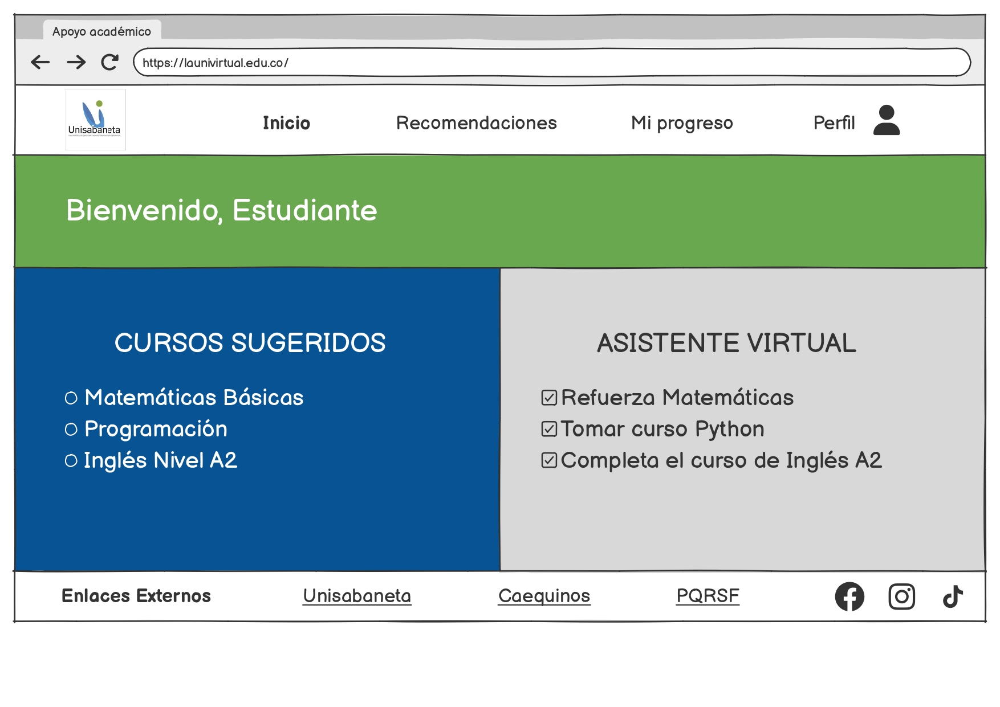 Apoyo académico
https://launivirtual.edu.co/
Unisabaneta
Inicio Recomendaciones Mi progreso Perfil
Bienvenido, Estudiante
CURSOS SUGERIDOS
Matemáticas Básicas
Programación
Inglés Nivel A2
ASISTENTE VIRTUAL
Refuerza Matemáticas
Tomar curso Python
Completa el curso de Inglés A2
Enlaces Externos Unisabaneta Caequinos PQRSF